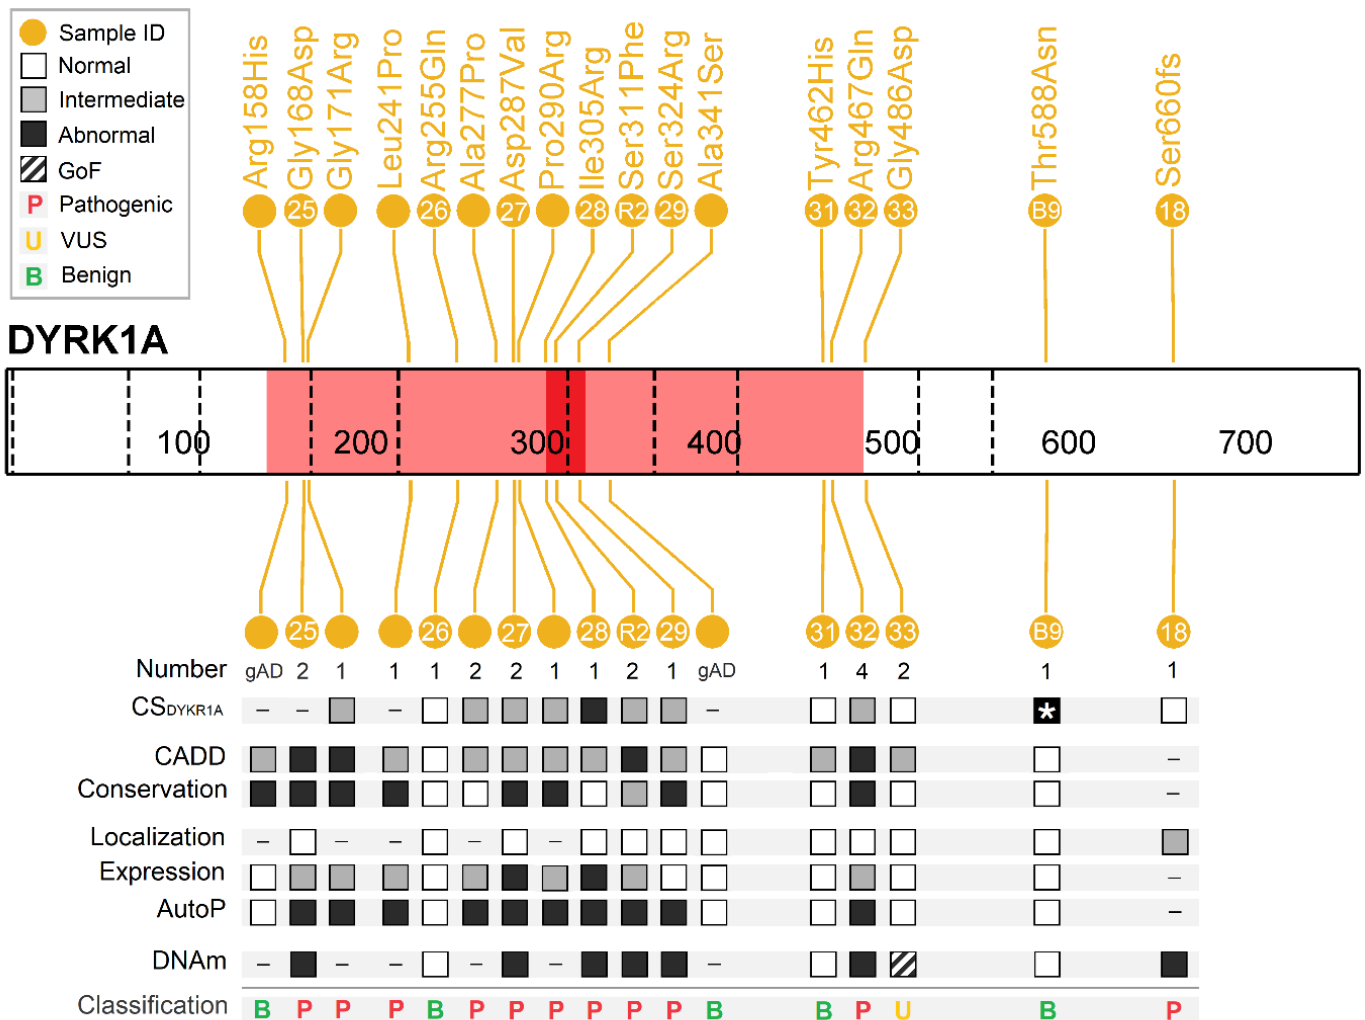 Sample ID
Normal
Intermediate
Abnormal
GoF
P Pathogenic
U VUS
B Benign
Arg158His
Gly168Asp
Gly171Arg
Leu241Pro
Arg255Gln
Ala277Pro
Asp287Val
Pro290Arg
Ile305Arg
Ser311Phe
Ser324Arg
Ala341Ser
Tyr462His
Arg467Gln
Gly486Asp
Thr588Asn
Ser660fs
25 26 27 28 R2 29 31 32 33 B9 18
DYRK1A
100 200 300 400 500 600 700
25 26 27 28 R2 29 31 32 33 B9 18
Number gAD 2 1 1 1 2 2 1 1 2 1 gAD 1 4 2 1 1
CSDYKR1A – – – – *
CADD –
Conservation –
Localization – – – – –
Expression –
AutoP –
DNAm – – – – – –
Classification B P P P B P P P P P P B B P U B P